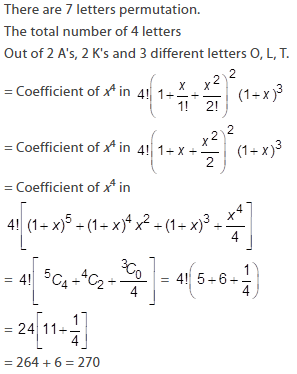 There are 7 letters permutation.
The total number of 4 letters
Out of 2 A's, 2 K's and 3 different letters O, L, T.
= Coefficient of x⁴ in 4!(1 + x/1! + x²/2!)² (1 + x)³
= Coefficient of x⁴ in 4!(1 + x + x²/2)² (1 + x)³
= Coefficient of x⁴ in
4![(1 + x)⁵ + (1 + x)⁴ x² + (1 + x)³ + x⁴/4]
= 4![⁵C₄ + ⁴C₂ + ³C₀/4] = 4!(5 + 6 + 1/4)
= 24[11 + 1/4]
= 264 + 6 = 270